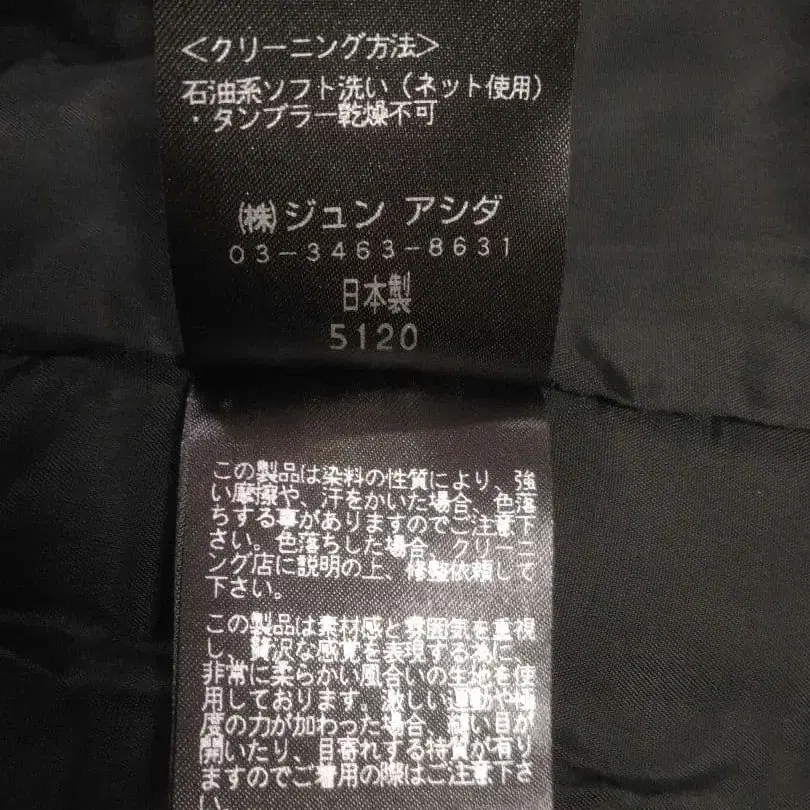 ＜クリーニング方法＞
石油系ソフト洗い（ネット使用）
・タンブラー乾燥不可
㈱ジュン アシダ
03-3463-8631
日本製
5120
この製品は染料の性質により、強
い摩擦や、汗をかいた場合、色落
ちする事がありますのでご注意下
さい。色落ちした場合、クリーニ
ング店に説明の上、修整依頼して
下さい。
この製品は素材感と雰囲気を重視
し、贅沢な感覚を表現する為に、
非常に柔らかい風合いの生地を使
用しております。激しい運動や極
度の力が加わった場合、縫い目が
開いたり、目寄れする特質が有り
ますのでご着用の際はご注意下さ
い。